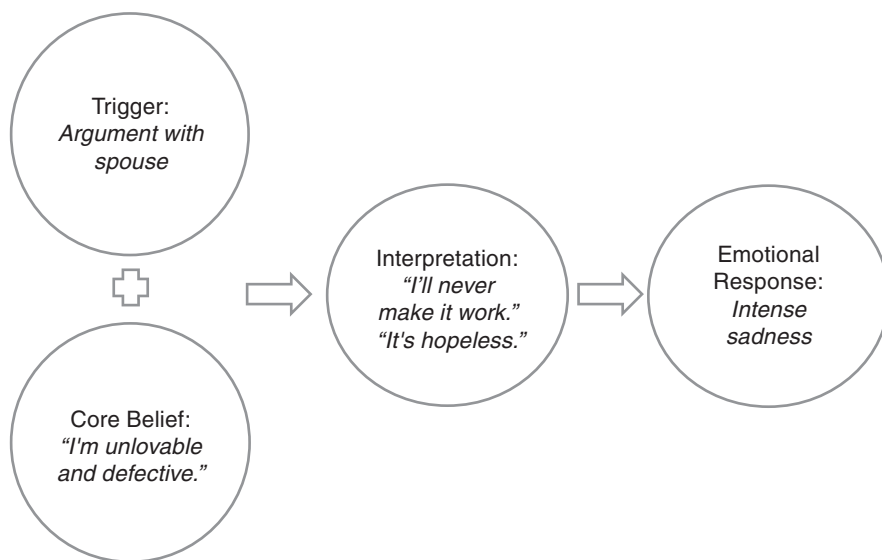 Trigger:
Argument with
spouse
Core Belief:
“I'm unlovable
and defective.”
Interpretation:
“I’ll never
make it work.”
“It's hopeless.”
Emotional
Response:
Intense
sadness